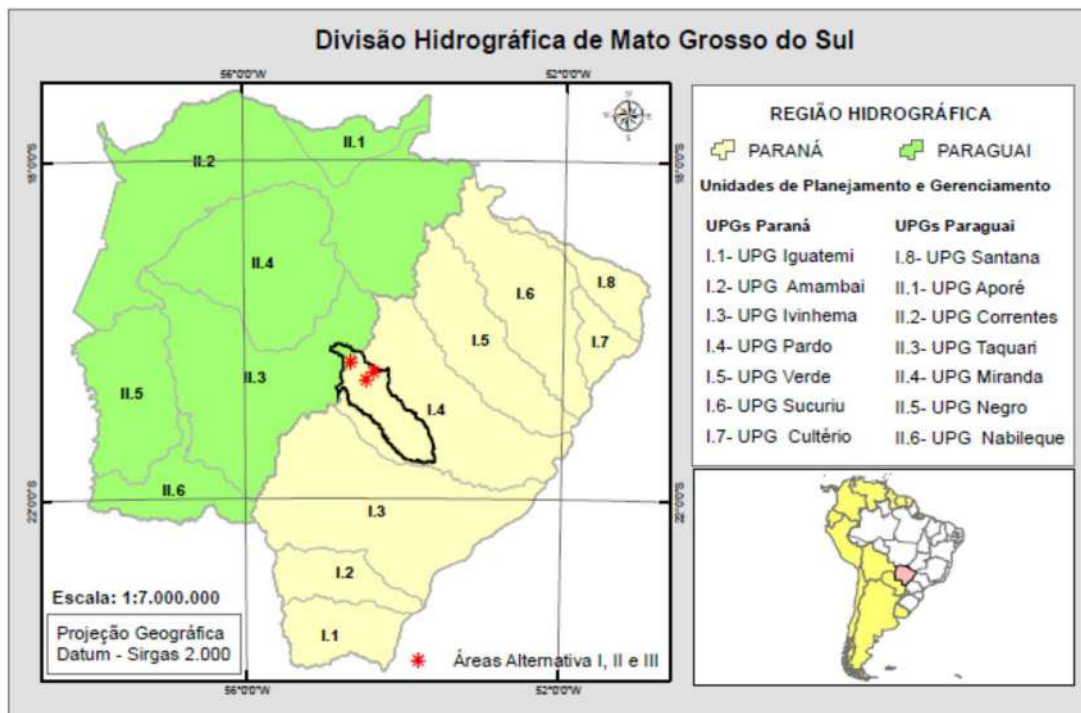 Divisão Hidrográfica de Mato Grosso do Sul
56°0'0"W
52°0'0"W
18°0'0"S
18°0'0"S
22°0'0"S
22°0'0"S
N
S
W
E
II.1
II.2
II.4
I.6
I.8
I.5
I.7
II.5
II.3
I.4
II.6
I.3
I.2
I.1
Escala: 1:7.000.000
Projeção Geográfica
Datum - Sirgas 2.000
Áreas Alternativa I, II e III
56°0'0"W
52°0'0"W
REGIÃO HIDROGRÁFICA
PARANÁ
PARAGUAI
Unidades de Planejamento e Gerenciamento
UPGs Paraná
I.1- UPG Iguatemi
I.2- UPG Amambai
I.3- UPG Ivinhema
I.4- UPG Pardo
I.5- UPG Verde
I.6- UPG Sucuriu
I.7- UPG Cultério
UPGs Paraguai
I.8- UPG Santana
II.1- UPG Aporé
II.2- UPG Correntes
II.3- UPG Taquari
II.4- UPG Miranda
II.5- UPG Negro
II.6- UPG Nabileque